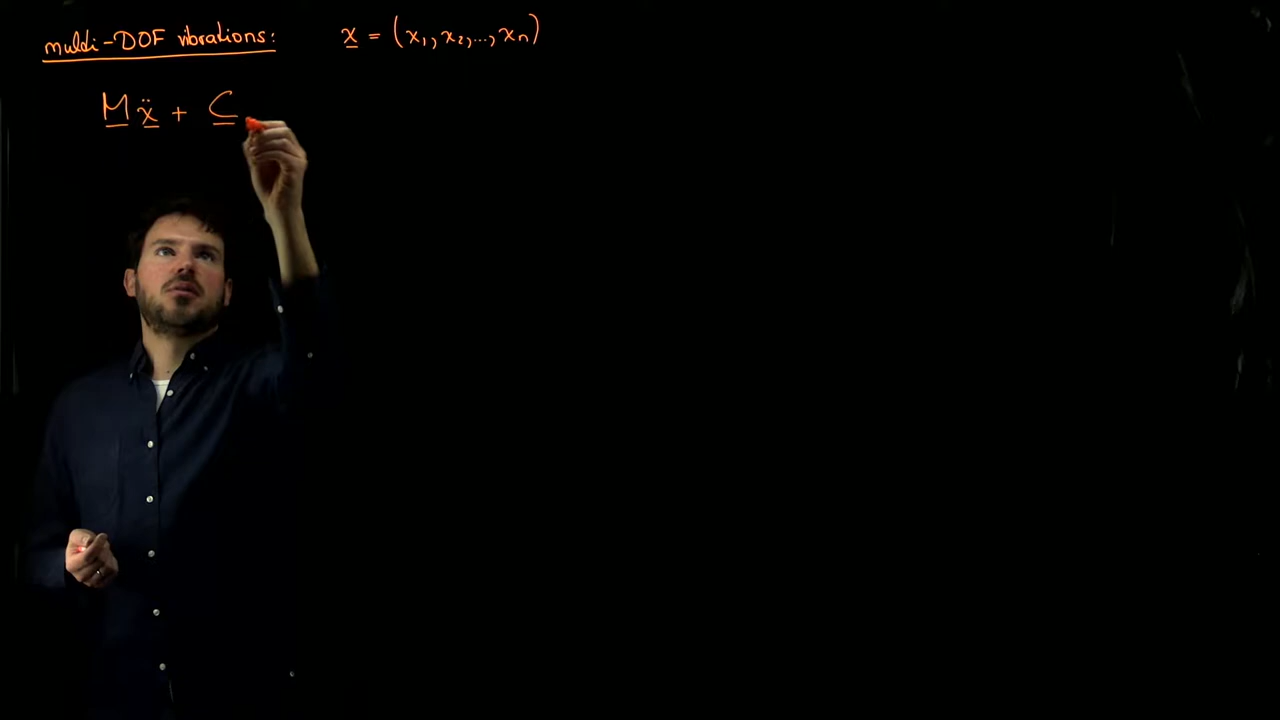 multi-DOF vibrations: x = (x₁, x₂, ..., xₙ)
M ẍ + C